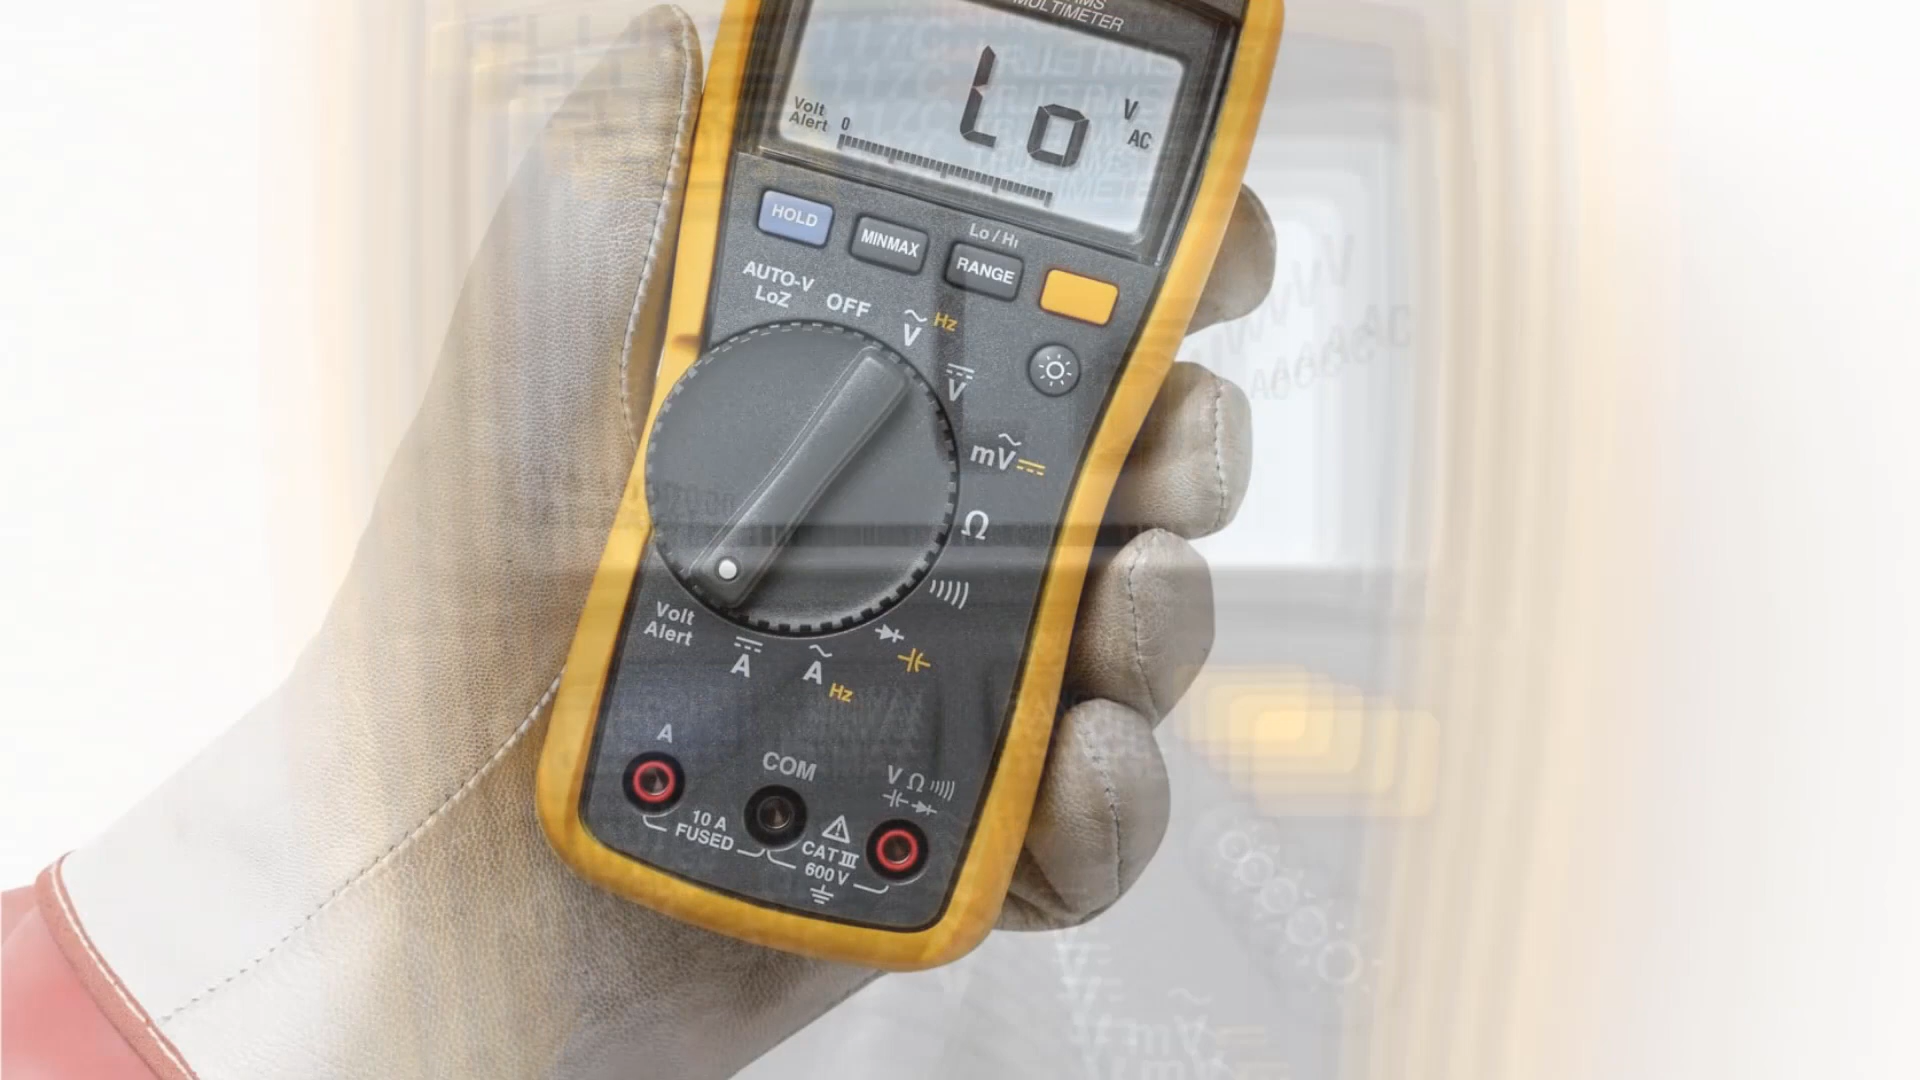 MULTIMETER
Lo
V
AC
Volt
Alert
0
HOLD
MINMAX
Lo / Hi
RANGE
AUTO-V
LoZ
OFF
V Hz
V
mV
Ω
Volt
Alert
A
A
Hz
A
COM
V Ω
10 A
FUSED
CAT III
600 V